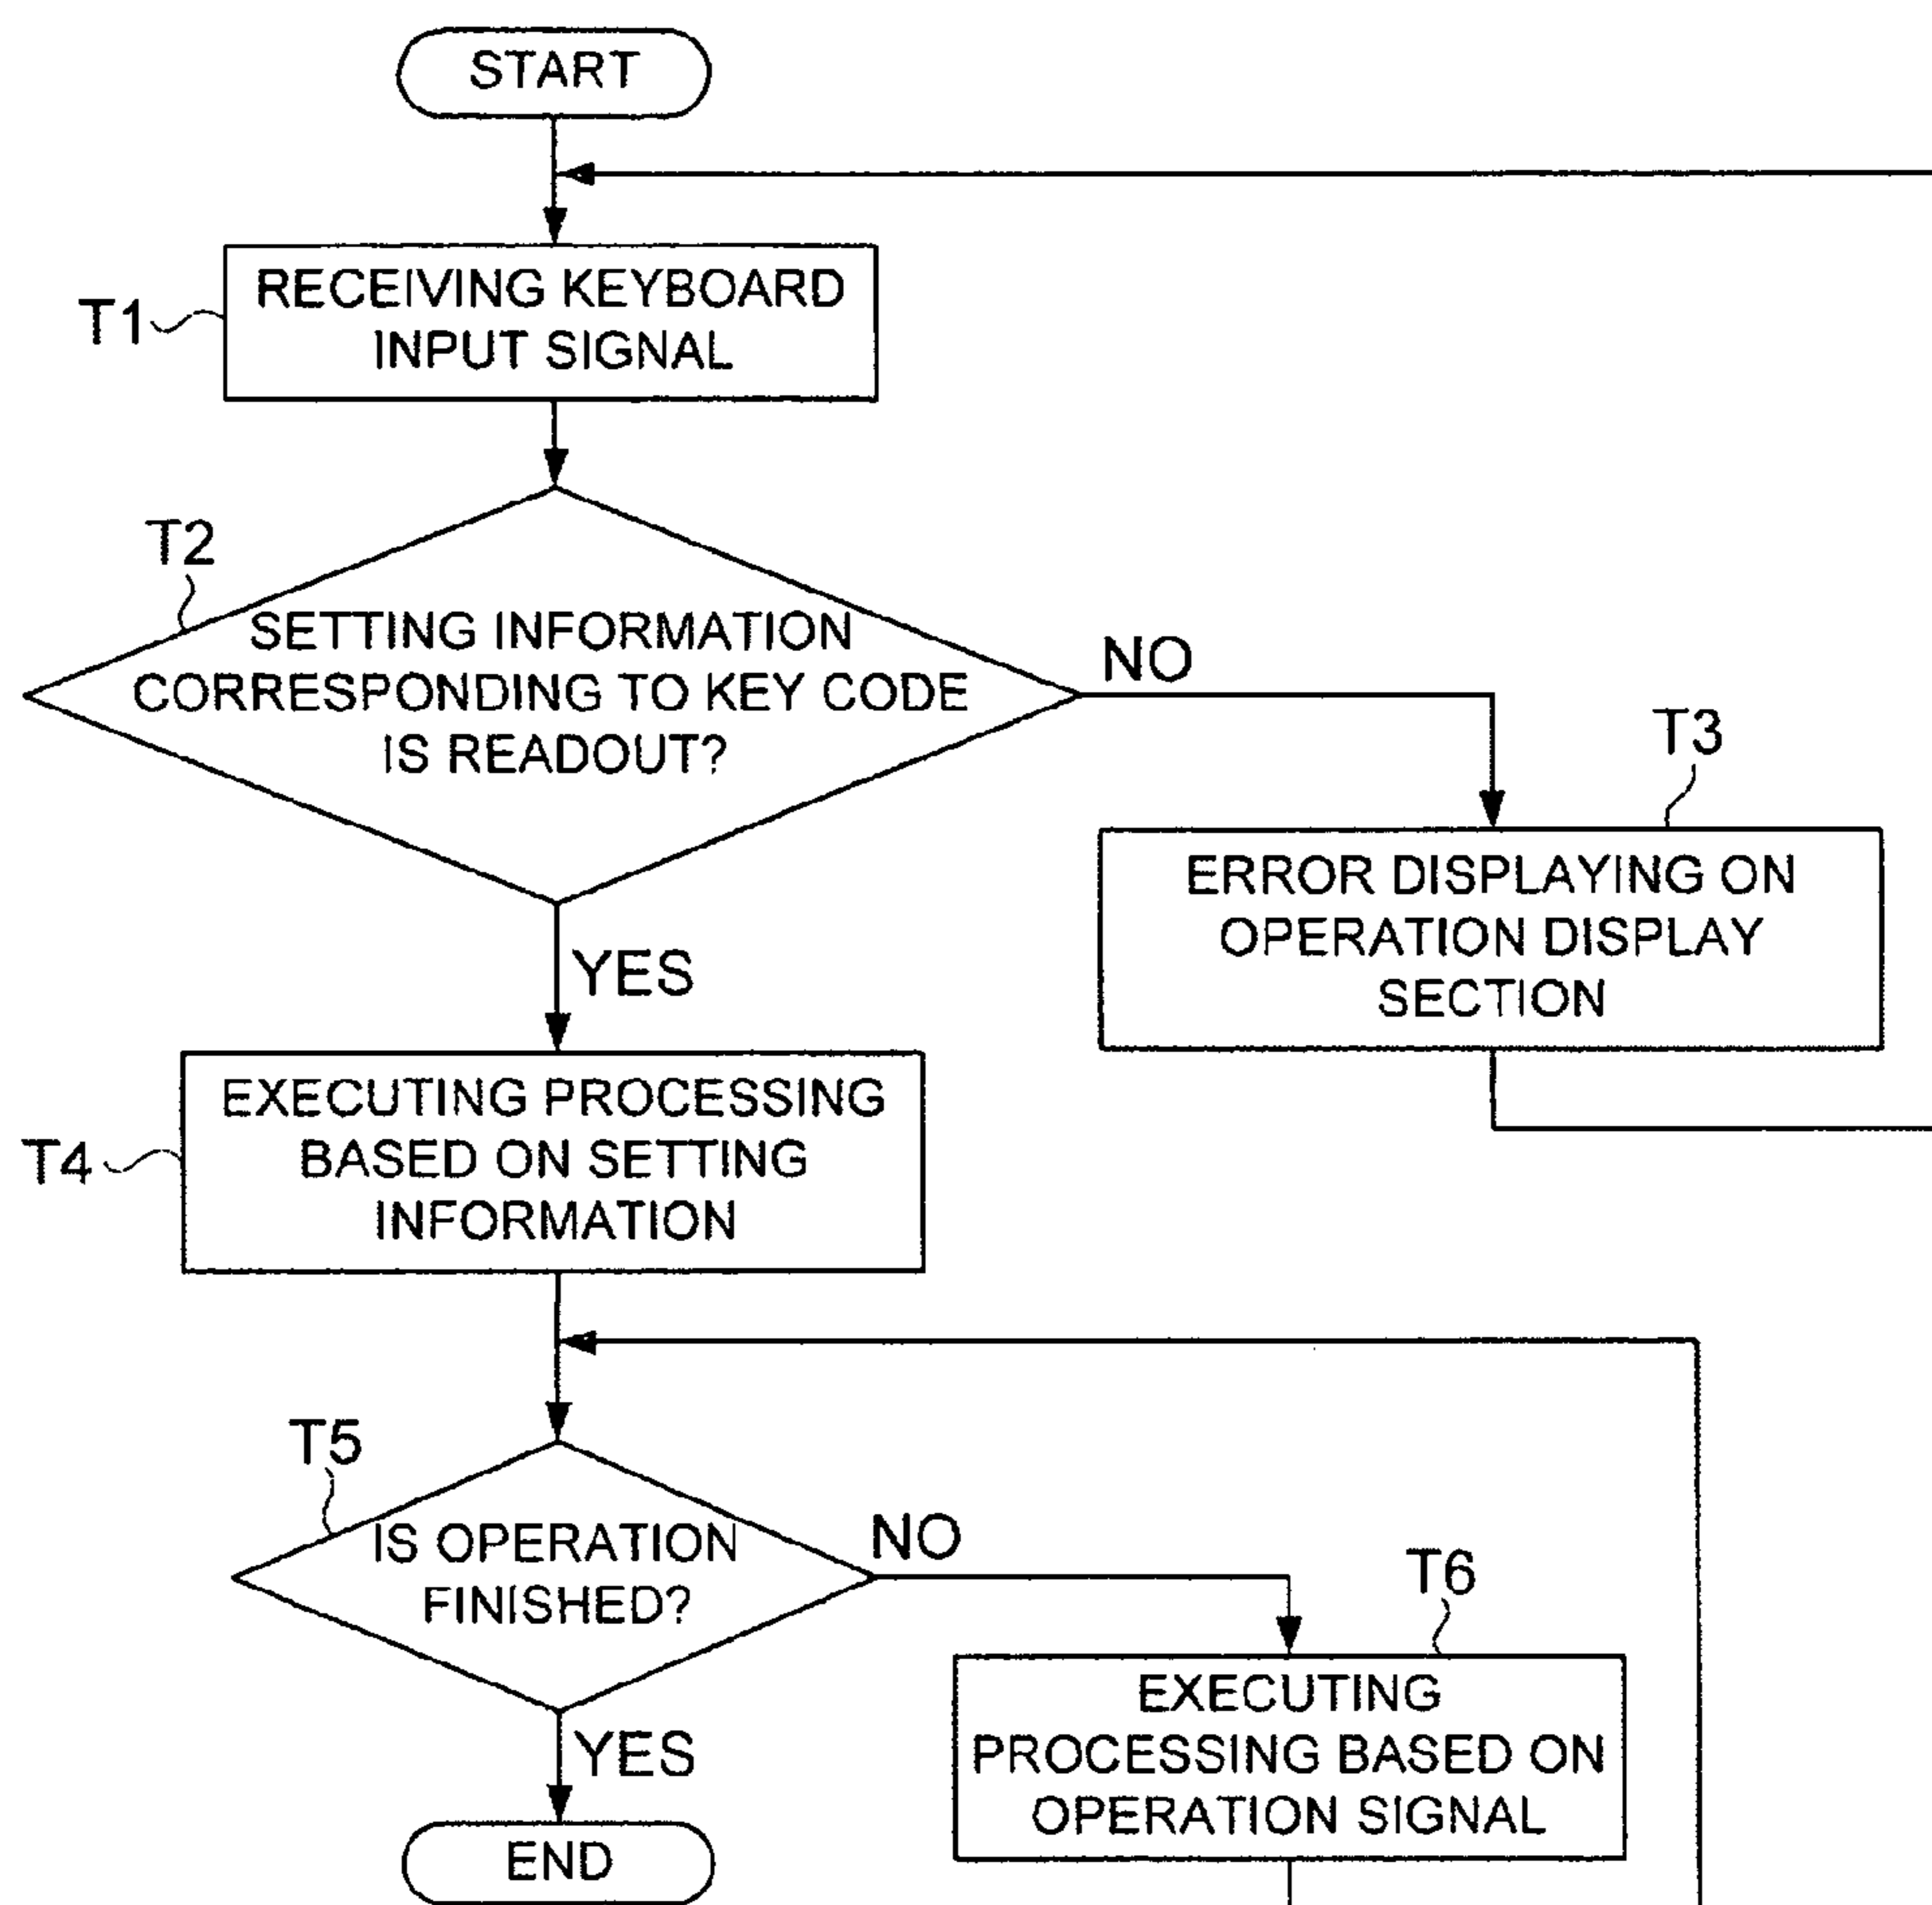 START
T1
RECEIVING KEYBOARD
INPUT SIGNAL
T2
SETTING INFORMATION
CORRESPONDING TO KEY CODE
IS READOUT?
NO
T3
ERROR DISPLAYING ON
OPERATION DISPLAY
SECTION
YES
T4
EXECUTING PROCESSING
BASED ON SETTING
INFORMATION
T5
IS OPERATION
FINISHED?
NO
T6
EXECUTING
PROCESSING BASED ON
OPERATION SIGNAL
YES
END